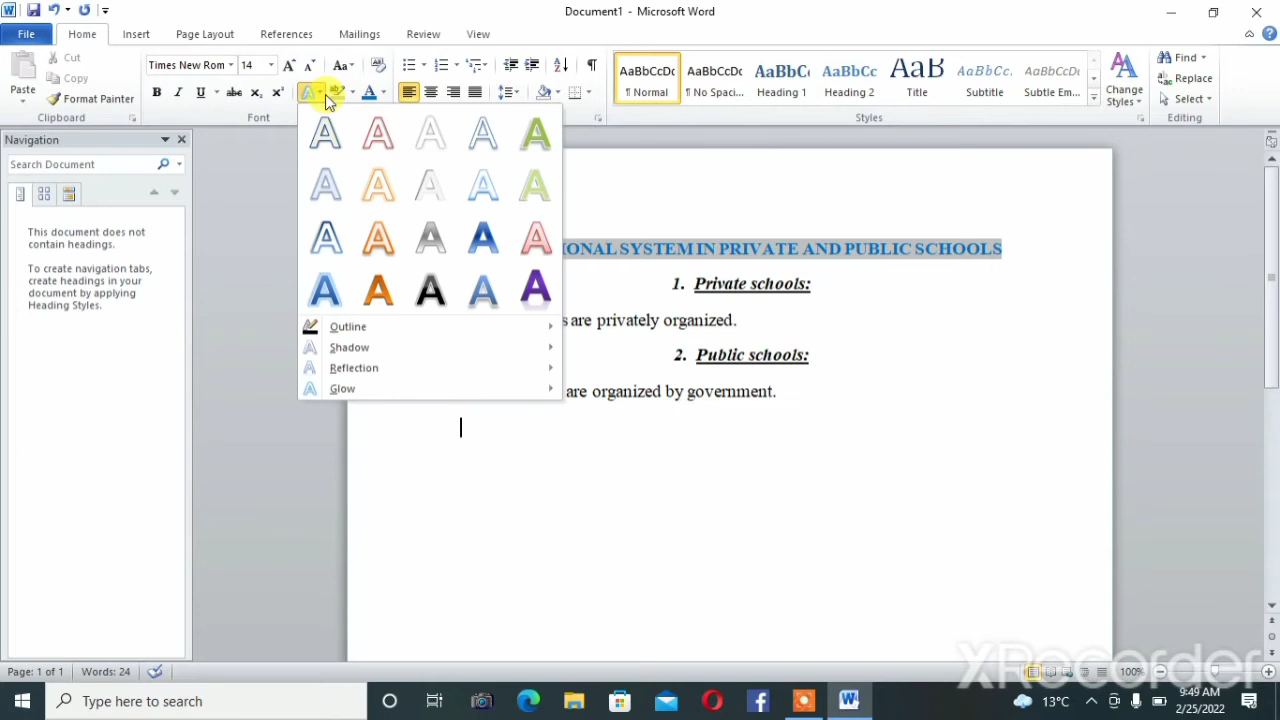 Document1 - Microsoft Word
File Home Insert Page Layout References Mailings Review View
Paste
Cut
Copy
Format Painter
Clipboard
Times New Rom 14
Font
AaBbCcDc
¶ Normal
AaBbCcDc
¶ No Spaci...
AaBbC
Heading 1
AaBbCc
Heading 2
AaB
Title
AaBbCc.
Subtitle
AaBbCcDt
Subtle Em...
Change
Styles
Styles
Find
Replace
Select
Editing
Navigation
Search Document
This document does not
contain headings.
To create navigation tabs,
create headings in your
document by applying
Heading Styles.
Outline
Shadow
Reflection
Glow
IONAL SYSTEM IN PRIVATE AND PUBLIC SCHOOLS
1. Private schools:
s are privately organized.
2. Public schools:
are organized by government.
XRecorder
Page: 1 of 1 Words: 24
100%
Type here to search
13°C
9:49 AM
2/25/2022